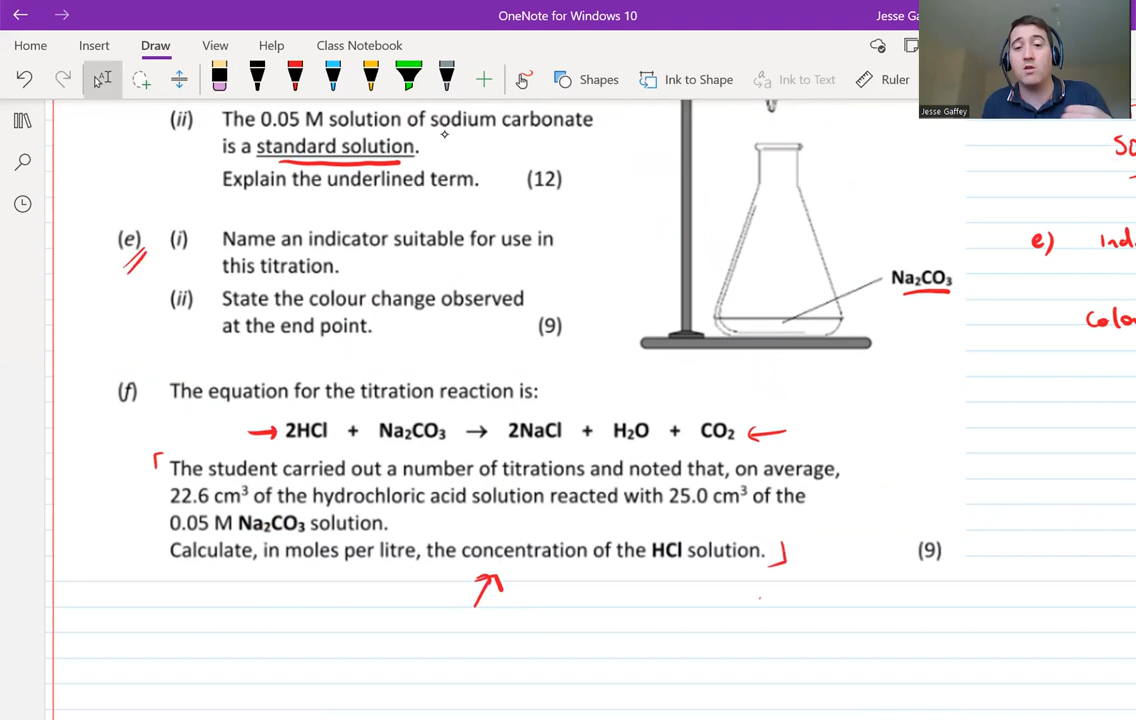 OneNote for Windows 10
Jesse Ga
Home Insert Draw View Help Class Notebook
Shapes Ink to Shape Ink to Text Ruler
Jesse Gaffey
(ii) The 0.05 M solution of sodium carbonate
is a standard solution.
Explain the underlined term. (12)
(e) (i) Name an indicator suitable for use in
this titration.
(ii) State the colour change observed
at the end point. (9)
Na₂CO₃
So
e) Ind
Colo
(f) The equation for the titration reaction is:
2HCl + Na₂CO₃ → 2NaCl + H₂O + CO₂
The student carried out a number of titrations and noted that, on average,
22.6 cm³ of the hydrochloric acid solution reacted with 25.0 cm³ of the
0.05 M Na₂CO₃ solution.
Calculate, in moles per litre, the concentration of the HCl solution. (9)